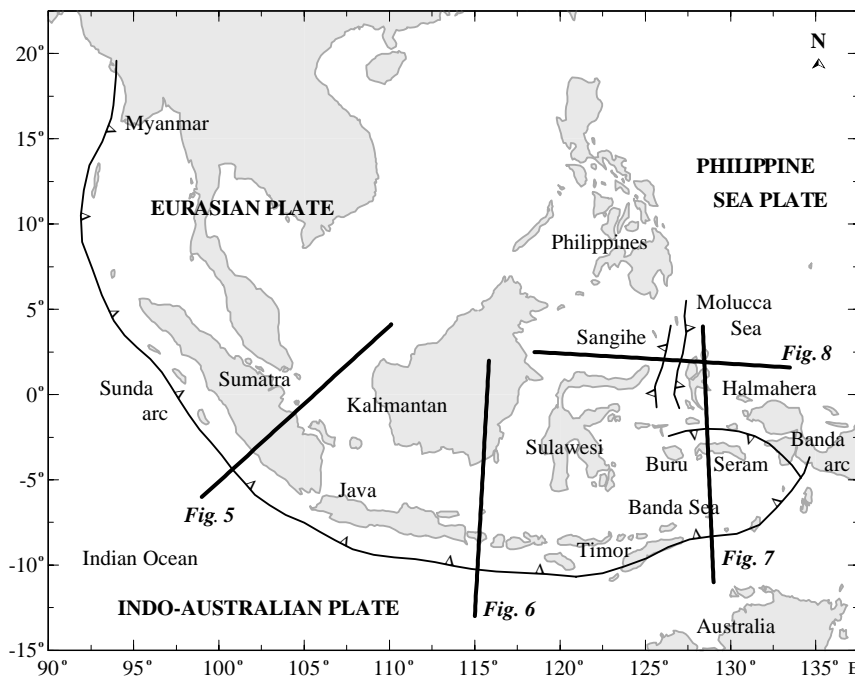 20°
15°
10°
5°
0°
-5°
-10°
-15°
90°
95°
100°
105°
110°
115°
120°
125°
130°
135°
E
N
Myanmar
PHILIPPINE
SEA PLATE
EURASIAN PLATE
Philippines
Molucca
Sea
Sangihe
Fig. 8
Sumatra
Halmahera
Sunda
arc
Kalimantan
Banda
arc
Sulawesi
Buru
Seram
Java
Fig. 5
Banda Sea
Indian Ocean
Timor
Fig. 7
INDO-AUSTRALIAN PLATE
Fig. 6
Australia